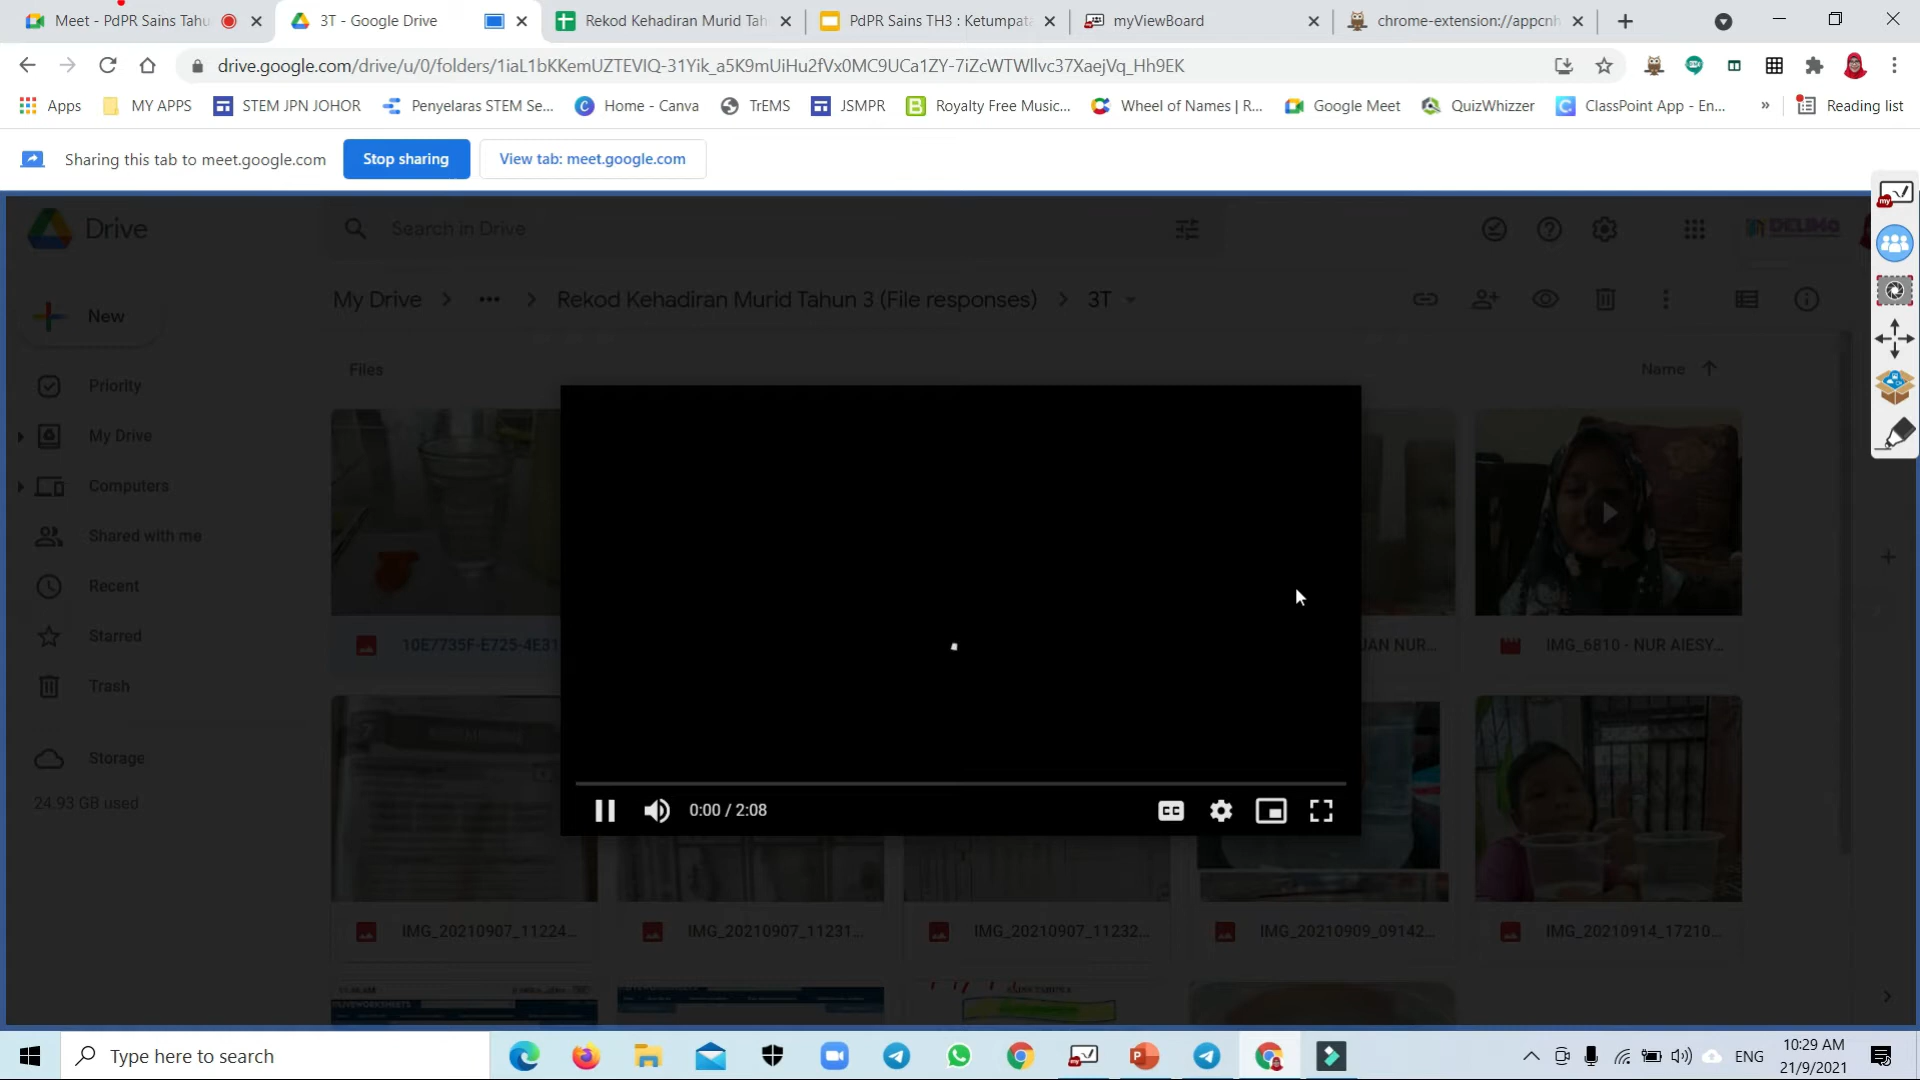 Meet - PdPR Sains Tahu
3T - Google Drive
Rekod Kehadiran Murid Tah
PdPR Sains TH3 : Ketumpata
myViewBoard
chrome-extension://appcnh
drive.google.com/drive/u/0/folders/1iaL1bKKemUZTEVIQ-31Yik_a5K9mUiHu2fVx0MC9UCa1ZY-7iZcWTWllvc37XaejVq_Hh9EK
Apps
MY APPS
STEM JPN JOHOR
Penyelaras STEM Se...
Home - Canva
TrEMS
JSMPR
Royalty Free Music...
Wheel of Names | R...
Google Meet
QuizWhizzer
ClassPoint App - En...
»
Reading list
Sharing this tab to meet.google.com
Stop sharing
View tab: meet.google.com
Drive
Search in Drive
DELIMa
My Drive
Rekod Kehadiran Murid Tahun 3 (File responses)
3T
New
Files
Name
Priority
My Drive
Computers
Shared with me
Recent
Starred
Trash
Storage
24.93 GB used
10E7735F-E725-4E31
JAN NUR...
IMG_6810 - NUR AIESY...
0:00 / 2:08
CC
IMG_20210907_11224...
IMG_20210907_11231...
IMG_20210907_11232...
IMG_20210909_09142...
IMG_20210914_17210...
Type here to search
ENG
10:29 AM
21/9/2021